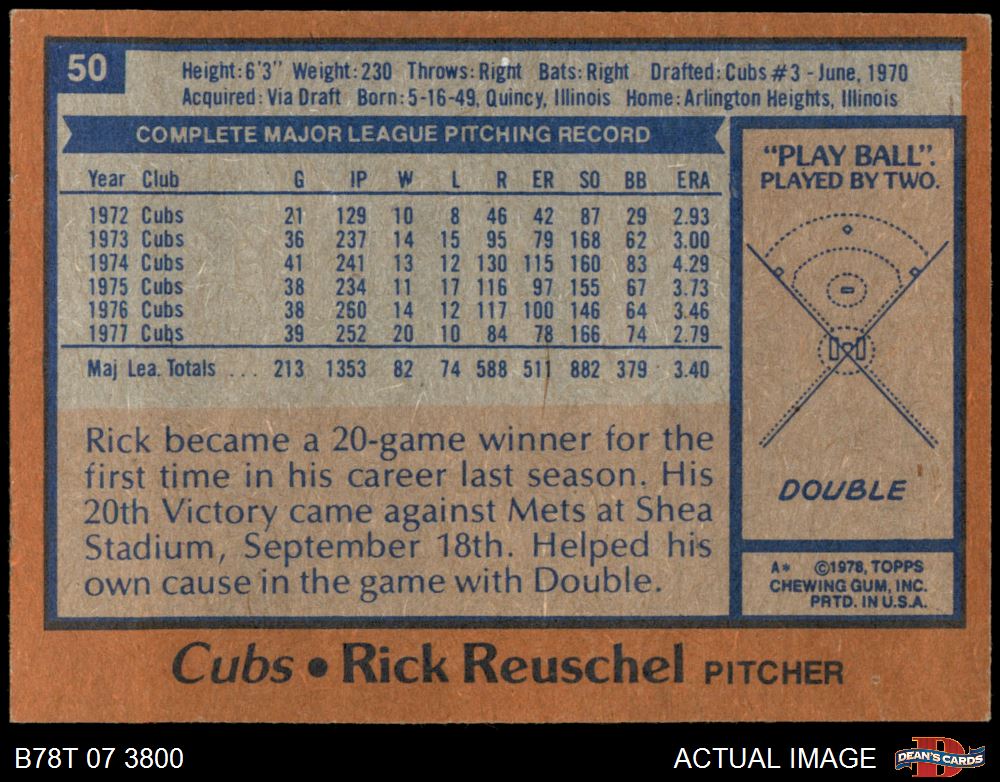 50
Height: 6'3" Weight: 230 Throws: Right Bats: Right Drafted: Cubs #3 - June, 1970
Acquired: Via Draft Born: 5-16-49, Quincy, Illinois Home: Arlington Heights, Illinois
COMPLETE MAJOR LEAGUE PITCHING RECORD
Year Club G IP W L R ER SO BB ERA
1972 Cubs 21 129 10 8 46 42 87 29 2.93
1973 Cubs 36 237 14 15 95 79 168 62 3.00
1974 Cubs 41 241 13 12 130 115 160 83 4.29
1975 Cubs 38 234 11 17 116 97 155 67 3.73
1976 Cubs 38 260 14 12 117 100 146 64 3.46
1977 Cubs 39 252 20 10 84 78 166 74 2.79
Maj Lea. Totals ... 213 1353 82 74 588 511 882 379 3.40
Rick became a 20-game winner for the
first time in his career last season. His
20th Victory came against Mets at Shea
Stadium, September 18th. Helped his
own cause in the game with Double.
"PLAY BALL".
PLAYED BY TWO.
DOUBLE
A* ©1978, TOPPS
CHEWING GUM, INC.
PRTD. IN U.S.A.
Cubs • Rick Reuschel PITCHER
B78T 07 3800
ACTUAL IMAGE
D
DEAN'S CARDS